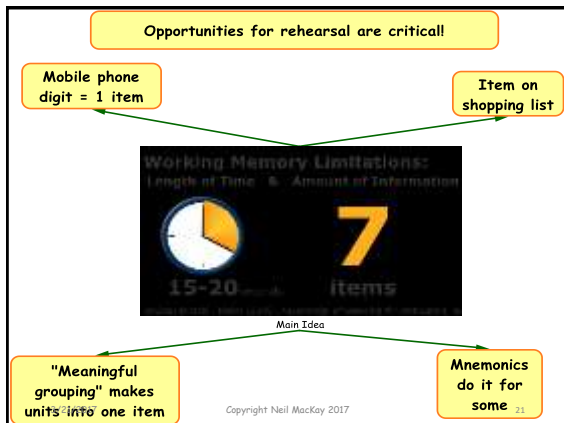 Opportunities for rehearsal are critical!
Mobile phone
digit = 1 item
Item on
shopping list
Working Memory Limitations:
Length of Time & Amount of Information
7
15-20
items
Main Idea
"Meaningful
grouping" makes
units into one item
Mnemonics
do it for
some
Copyright Neil MacKay 2017
21